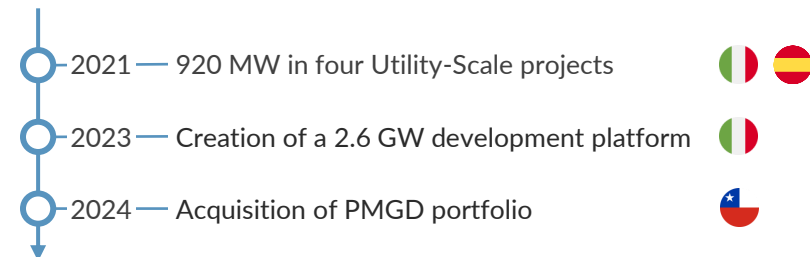 2021 920 MW in four Utility-Scale projects
2023 Creation of a 2.6 GW development platform
2024 Acquisition of PMGD portfolio